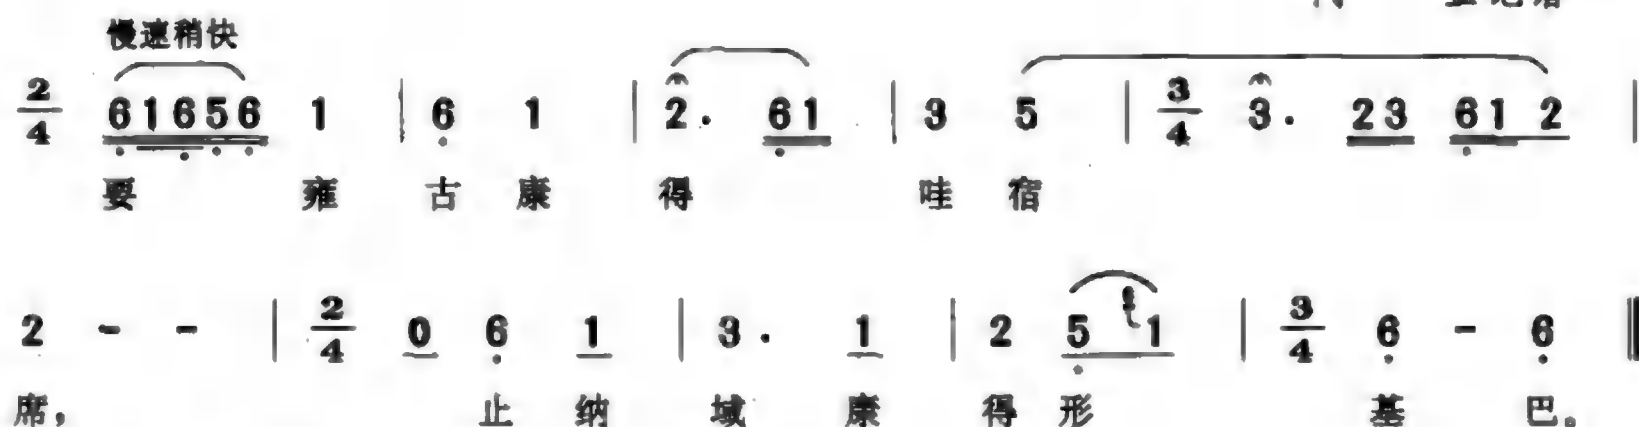 慢速稍快
2/4 61656 1 | 6 1 | 2. 61 | 3 5 | 3/4 3. 23 61 2 |
要 雍 古 康 得 哇 宿
2 - - | 2/4 0 6 1 | 3. 1 | 2 5 1 | 3/4 6 - 6 ‖
席, 止 纳 域 康 得 形 基 巴。